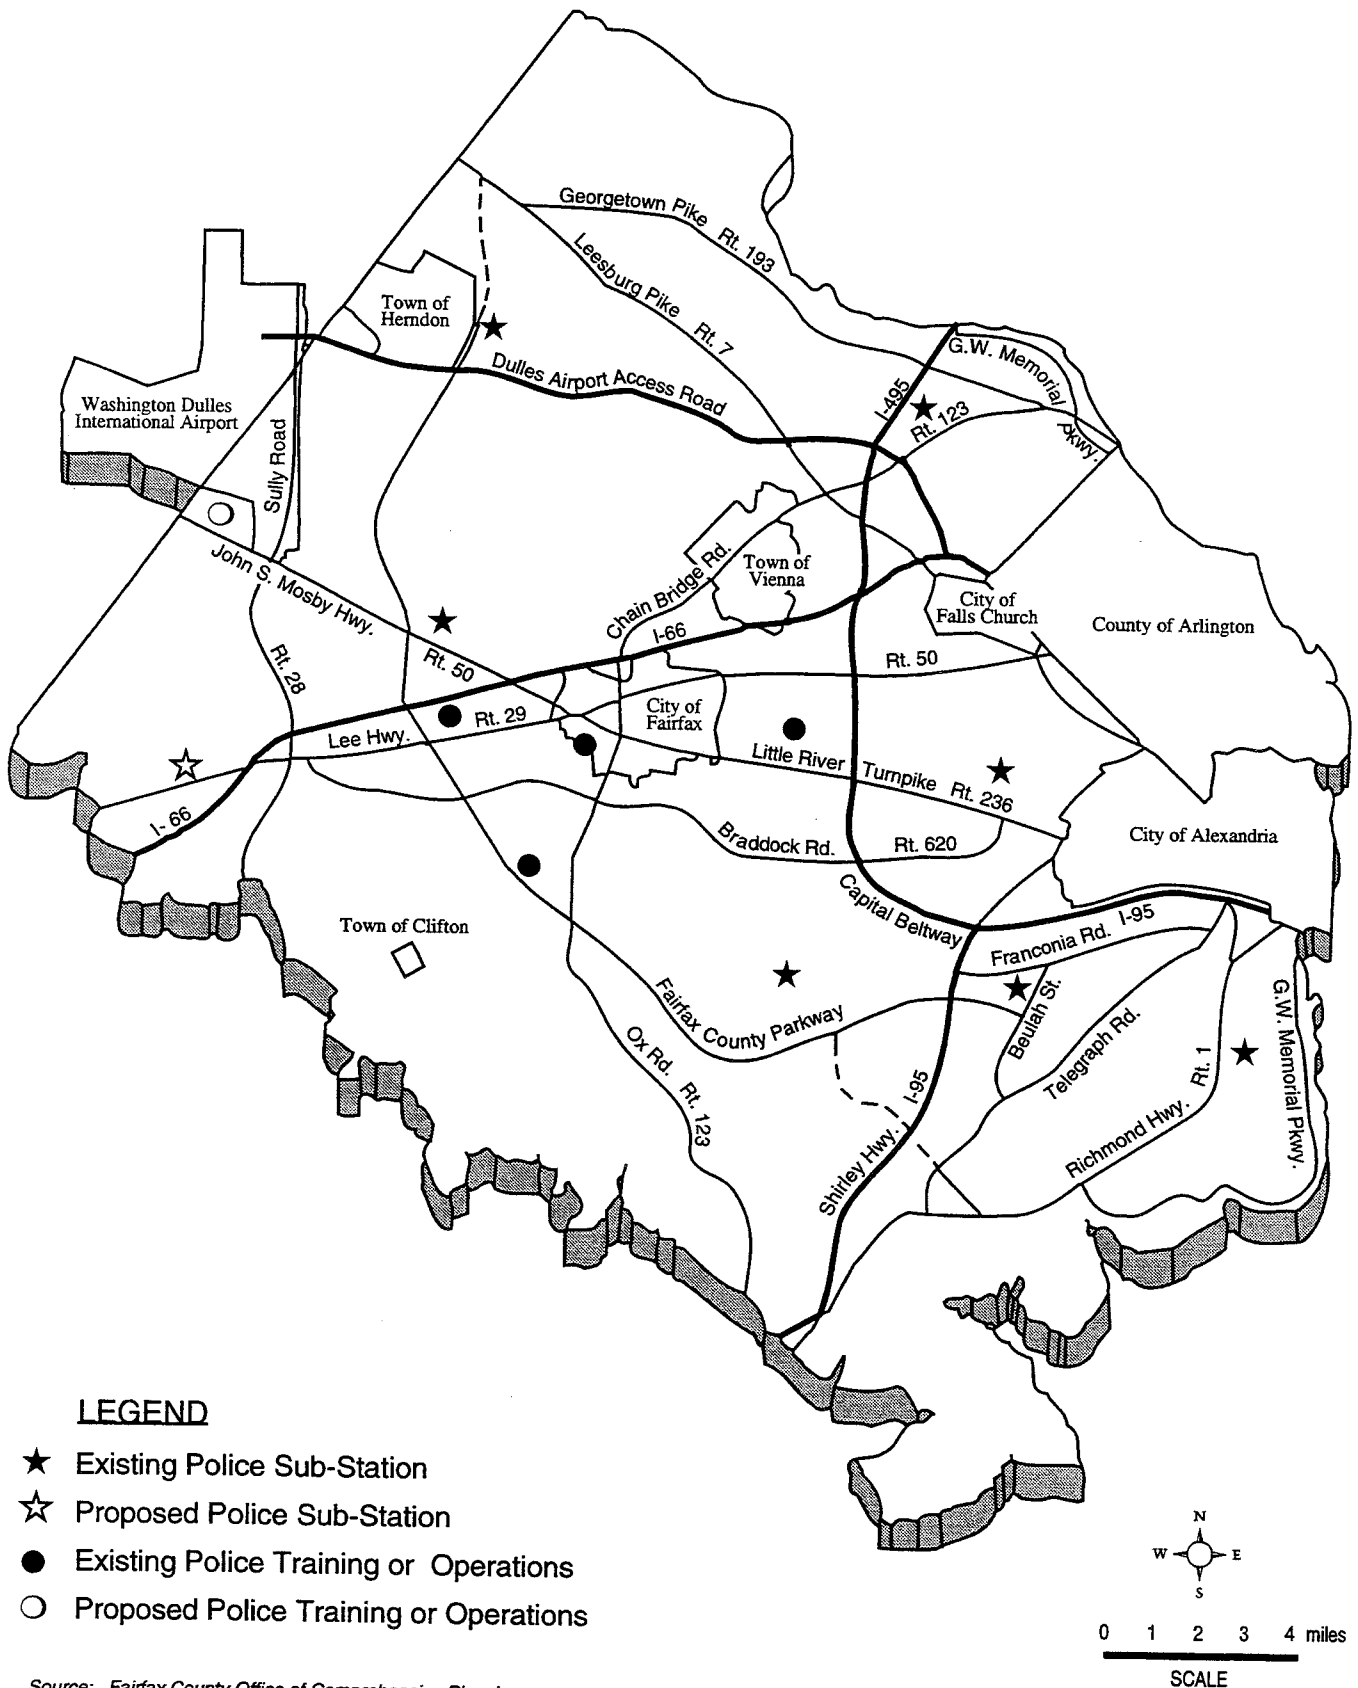 Georgetown Pike Rt. 193
Leesburg Pike Rt. 7
Town of
Herndon
G.W. Memorial Pkwy.
Dulles Airport Access Road
I-495
Rt. 123
Washington Dulles
International Airport
Sully Road
John S. Mosby Hwy.
Rt. 50
Chain Bridge Rd.
Town of
Vienna
City of
Falls Church
County of Arlington
I-66
Rt. 50
Rt. 28
City of
Fairfax
Lee Hwy.
Rt. 29
Little River Turnpike Rt. 236
I-66
Braddock Rd.
Rt. 620
City of Alexandria
Capital Beltway
I-95
Franconia Rd.
Town of Clifton
Fairfax County Parkway
Beulah St.
Telegraph Rd.
G.W. Memorial Pkwy.
Ox Rd. Rt. 123
I-95
Rt. 1
Richmond Hwy.
Shirley Hwy.
LEGEND
Existing Police Sub-Station
Proposed Police Sub-Station
Existing Police Training or Operations
Proposed Police Training or Operations
N
W E
S
0 1 2 3 4 miles
SCALE
Source: Fairfax County Office of Comprehensive